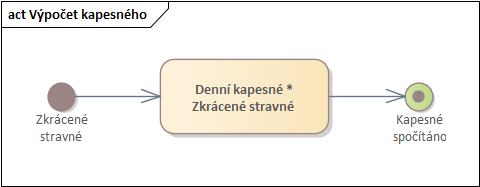 act Výpočet kapesného
Denní kapesné *
Zkrácené stravné
Zkrácené
stravné
Kapesné
spočítáno